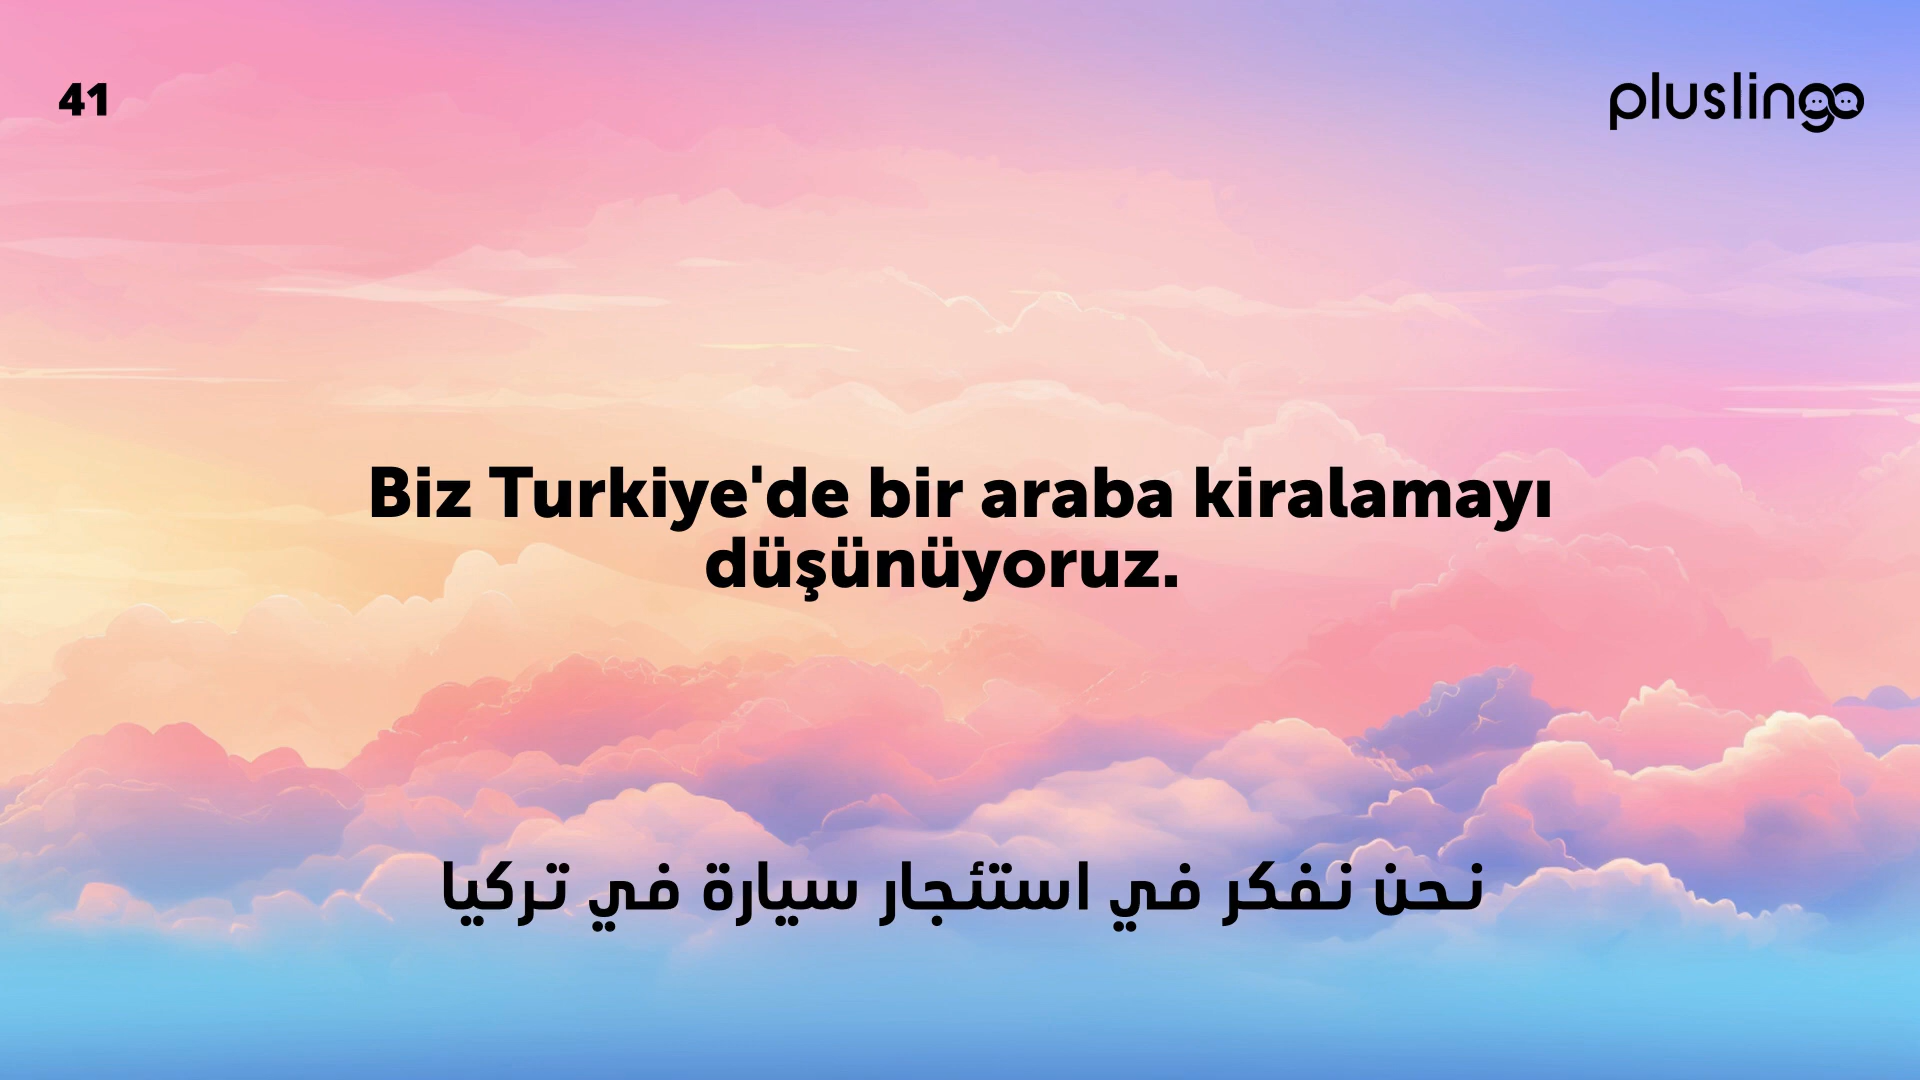 41
pluslingo
Biz Turkiye'de bir araba kiralamayı
düşünüyoruz.
نحن نفكر في استئجار سيارة في تركيا